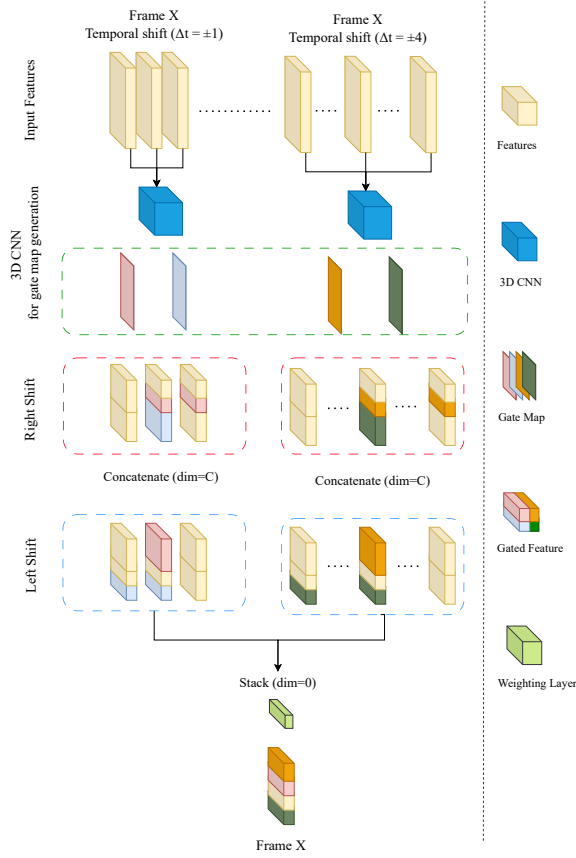 Frame X
Temporal shift (Δt = ±1)
Frame X
Temporal shift (Δt = ±4)
Input Features
3D CNN
for gate map generation
Right Shift
Concatenate (dim=C)
Concatenate (dim=C)
Left Shift
Stack (dim=0)
Frame X
Features
3D CNN
Gate Map
Gated Feature
Weighting Layer